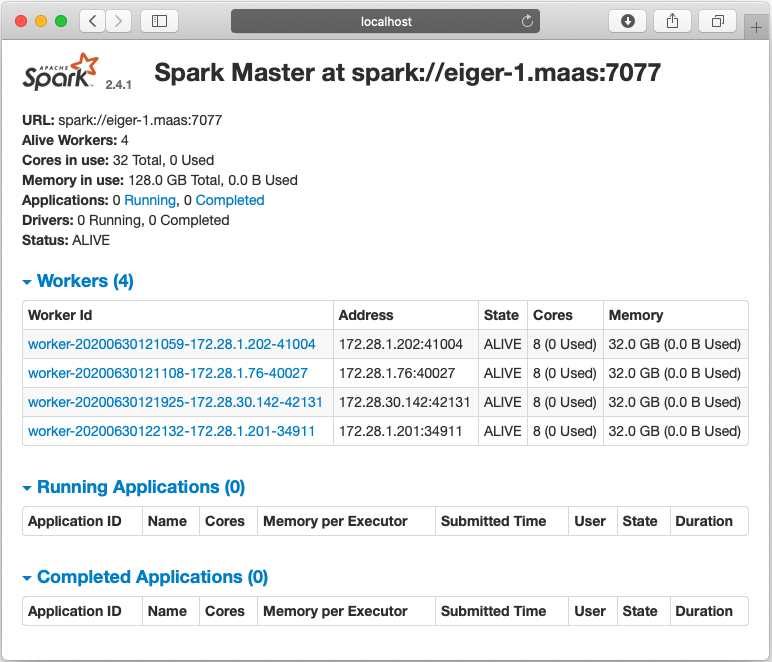 localhost
APACHE
Spark 2.4.1 Spark Master at spark://eiger-1.maas:7077
URL: spark://eiger-1.maas:7077
Alive Workers: 4
Cores in use: 32 Total, 0 Used
Memory in use: 128.0 GB Total, 0.0 B Used
Applications: 0 Running, 0 Completed
Drivers: 0 Running, 0 Completed
Status: ALIVE
Workers (4)
Worker Id Address State Cores Memory
worker-20200630121059-172.28.1.202-41004 172.28.1.202:41004 ALIVE 8 (0 Used) 32.0 GB (0.0 B Used)
worker-20200630121108-172.28.1.76-40027 172.28.1.76:40027 ALIVE 8 (0 Used) 32.0 GB (0.0 B Used)
worker-20200630121925-172.28.30.142-42131 172.28.30.142:42131 ALIVE 8 (0 Used) 32.0 GB (0.0 B Used)
worker-20200630122132-172.28.1.201-34911 172.28.1.201:34911 ALIVE 8 (0 Used) 32.0 GB (0.0 B Used)
Running Applications (0)
Application ID Name Cores Memory per Executor Submitted Time User State Duration
Completed Applications (0)
Application ID Name Cores Memory per Executor Submitted Time User State Duration